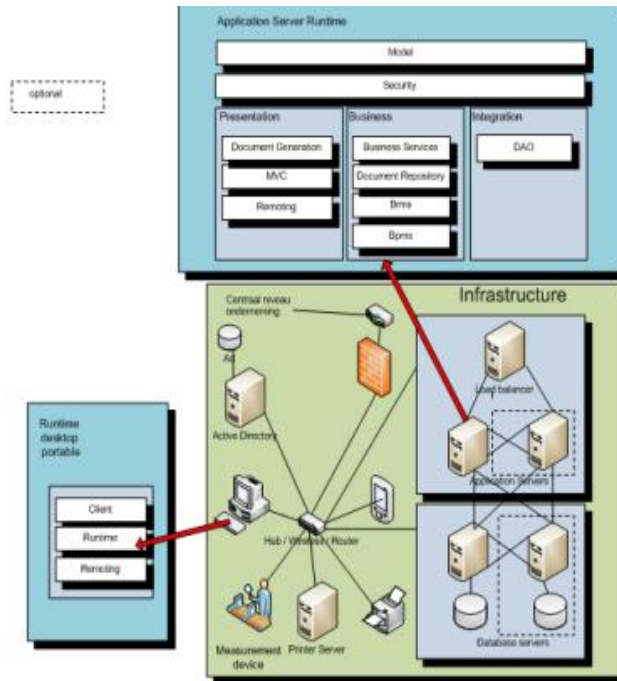 Application Server Runtime
Model
Security
optional
Presentation
Business
Integration
Document Generation
Business Services
DAO
MVC
Document Repository
Remoting
Brms
Bpms
Infrastructure
Centraal niveau
onderneming
Ad
Load balancer
Active Directory
Application Servers
Runtime
desktop
portable
Client
Runtime
Remoting
Hub / Wireless / Router
Measurement
device
Printer Server
Database servers